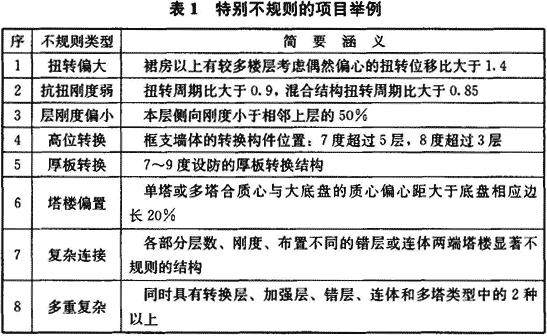 表1 特别不规则的项目举例
序 不规则类型 简要涵义
1 扭转偏大 裙房以上有较多楼层考虑偶然偏心的扭转位移比大于1.4
2 抗扭刚度弱 扭转周期比大于0.9，混合结构扭转周期比大于0.85
3 层刚度偏小 本层侧向刚度小于相邻上层的50%
4 高位转换 框支墙体的转换构件位置：7度超过5层，8度超过3层
5 厚板转换 7～9度设防的厚板转换结构
6 塔楼偏置 单塔或多塔合质心与大底盘的质心偏心距大于底盘相应边
长20%
7 复杂连接 各部分层数、刚度、布置不同的错层或连体两端塔楼显著不
规则的结构
8 多重复杂 同时具有转换层、加强层、错层、连体和多塔类型中的2种
以上